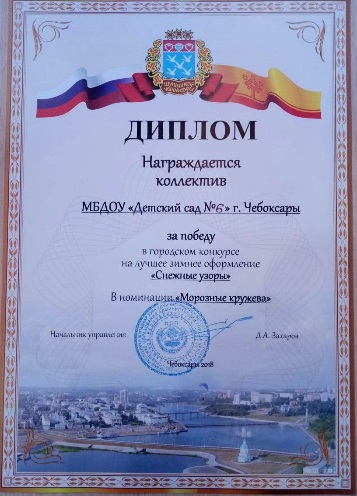 ДИПЛОМ
Награждается
коллектив
МБДОУ «Детский сад №6» г. Чебоксары
за победу
в городском конкурсе
на лучшее зимнее оформление
«Снежные узоры»
В номинации «Морозные кружева»
Начальник управления: Д.А. Захаров
Чебоксары 2018